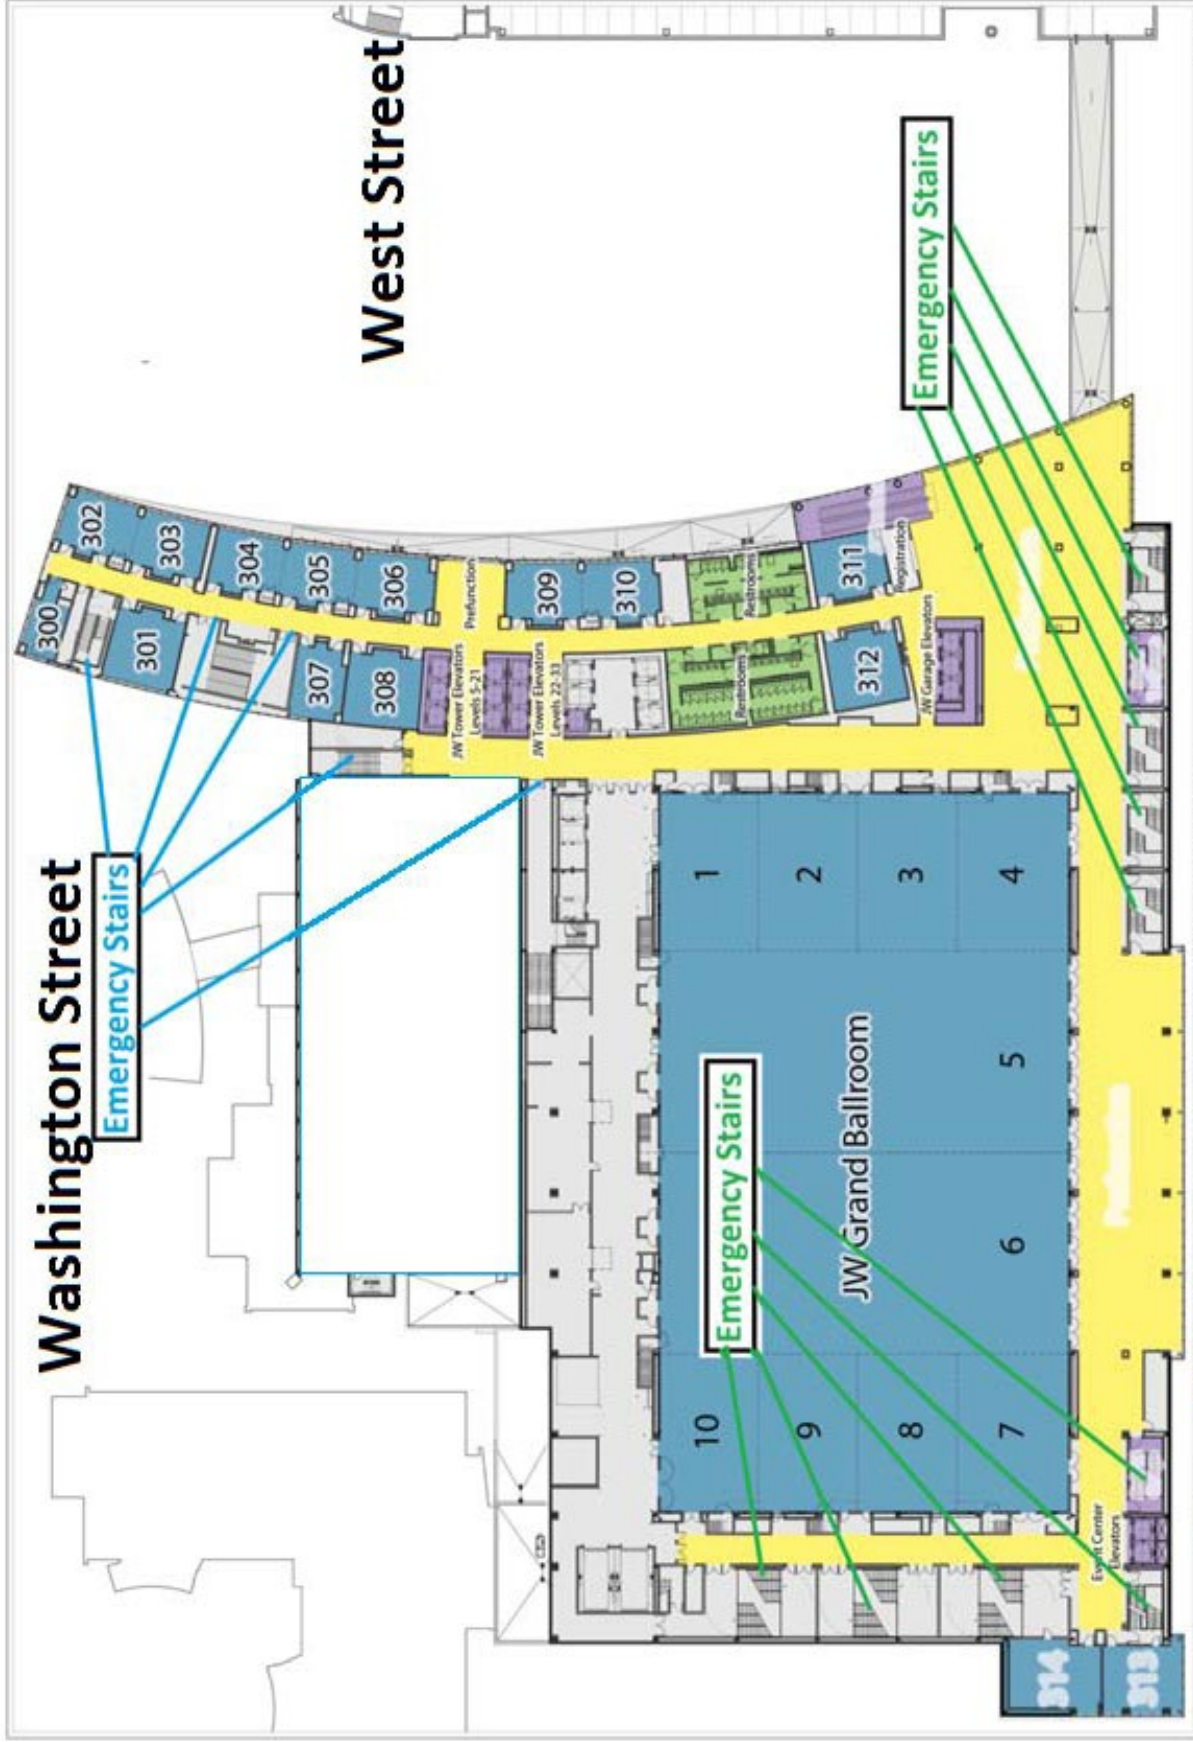 West Street
Washington Street
Emergency Stairs
Emergency Stairs
Emergency Stairs
300
301
302
303
304
305
306
307
308
309
310
311
312
313
314
Prefunction
JW Tower Elevators
Levels 5-21
JW Tower Elevators
Levels 22-33
Restrooms
Restrooms
Registration
JW Garage Elevators
JW Grand Ballroom
1
2
3
4
5
6
7
8
9
10
Event Center
Elevators